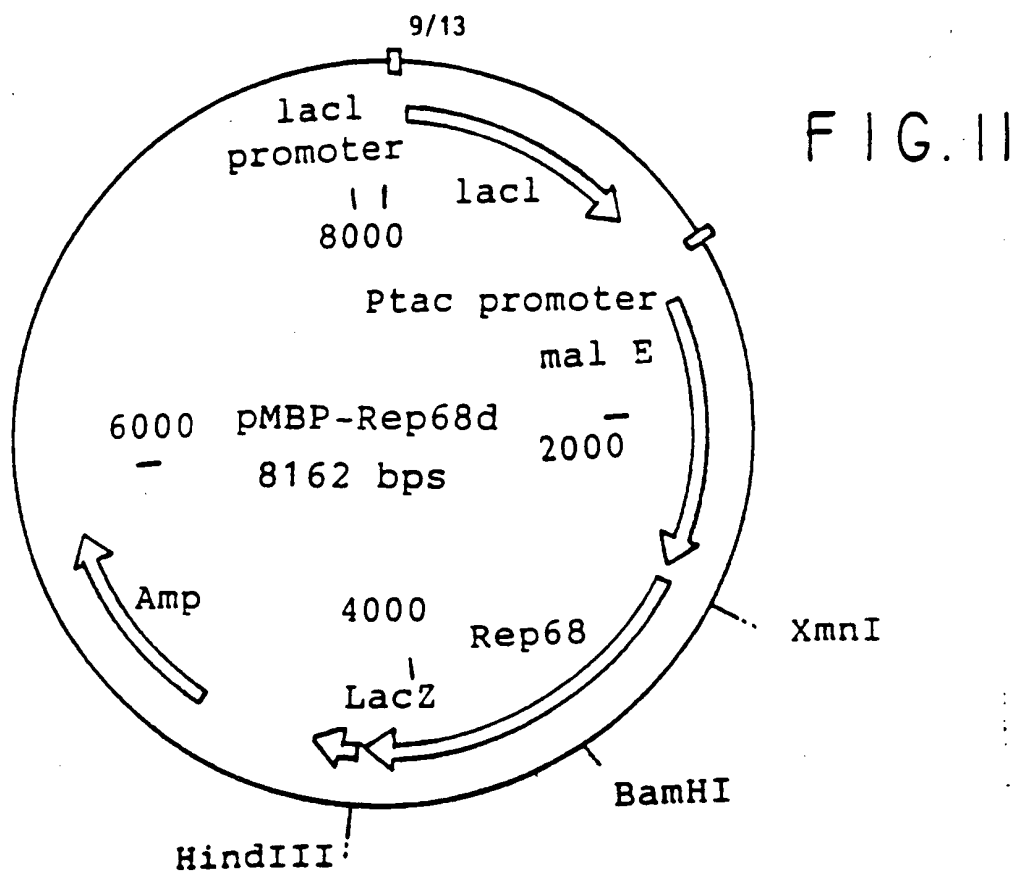 9/13
FIG. 11
lacl
promoter
lacl
8000
Ptac promoter
mal E
6000
pMBP-Rep68d
8162 bps
2000
Amp
4000
Rep68
XmnI
LacZ
BamHI
HindIII